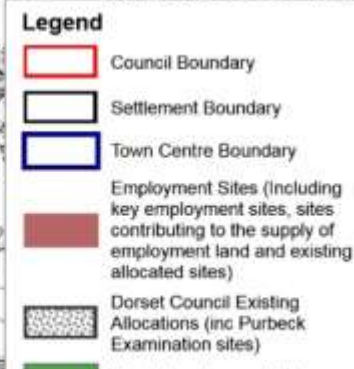 Legend
Council Boundary
Settlement Boundary
Town Centre Boundary
Employment Sites (Including
key employment sites, sites
contributing to the supply of
employment land and existing
allocated sites)
Dorset Council Existing
Allocations (inc Purbeck
Examination sites)